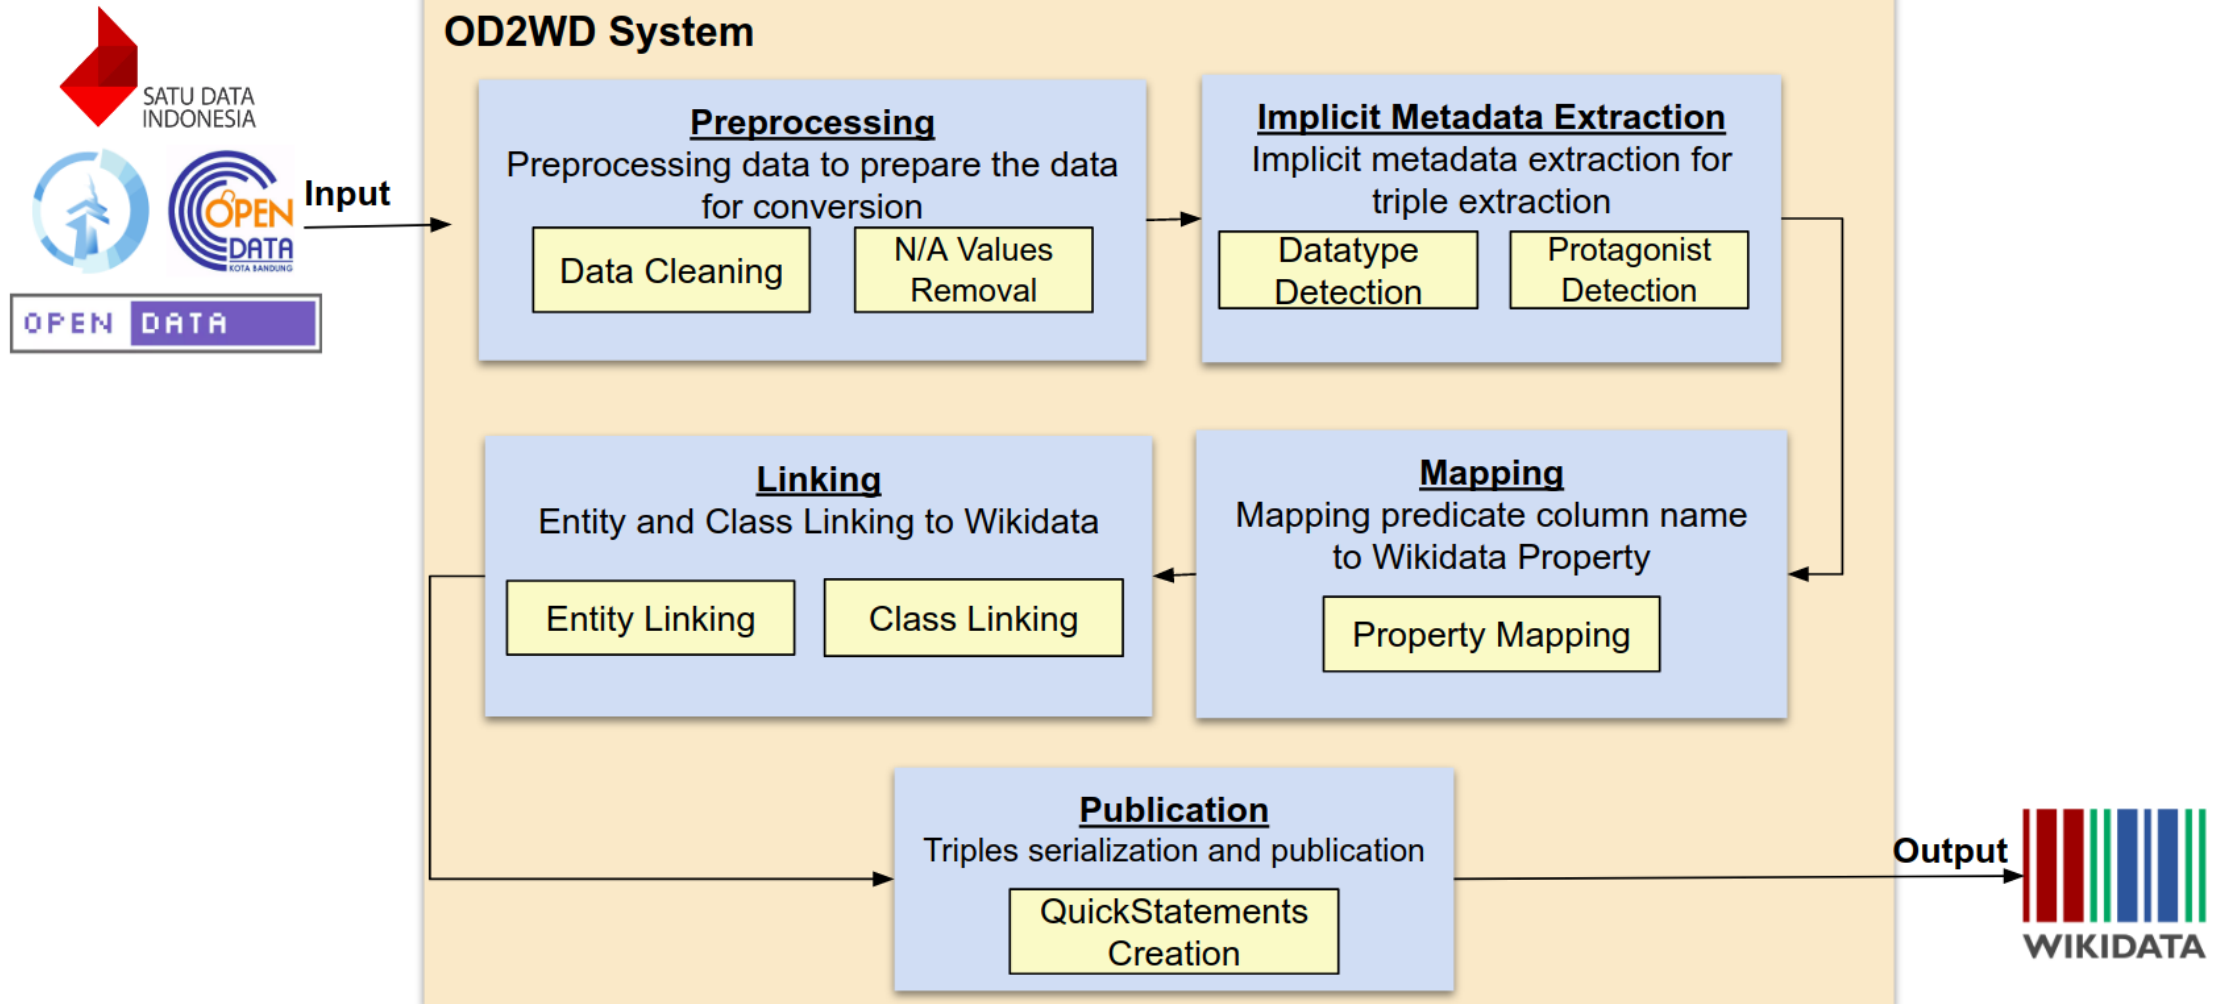 OD2WD System
SATU DATA
INDONESIA
OPEN
DATA
KOTA BANDUNG
OPEN DATA
Input
Preprocessing
Preprocessing data to prepare the data
for conversion
Data Cleaning
N/A Values
Removal
Implicit Metadata Extraction
Implicit metadata extraction for
triple extraction
Datatype
Detection
Protagonist
Detection
Mapping
Mapping predicate column name
to Wikidata Property
Property Mapping
Linking
Entity and Class Linking to Wikidata
Entity Linking
Class Linking
Publication
Triples serialization and publication
QuickStatements
Creation
Output
WIKIDATA